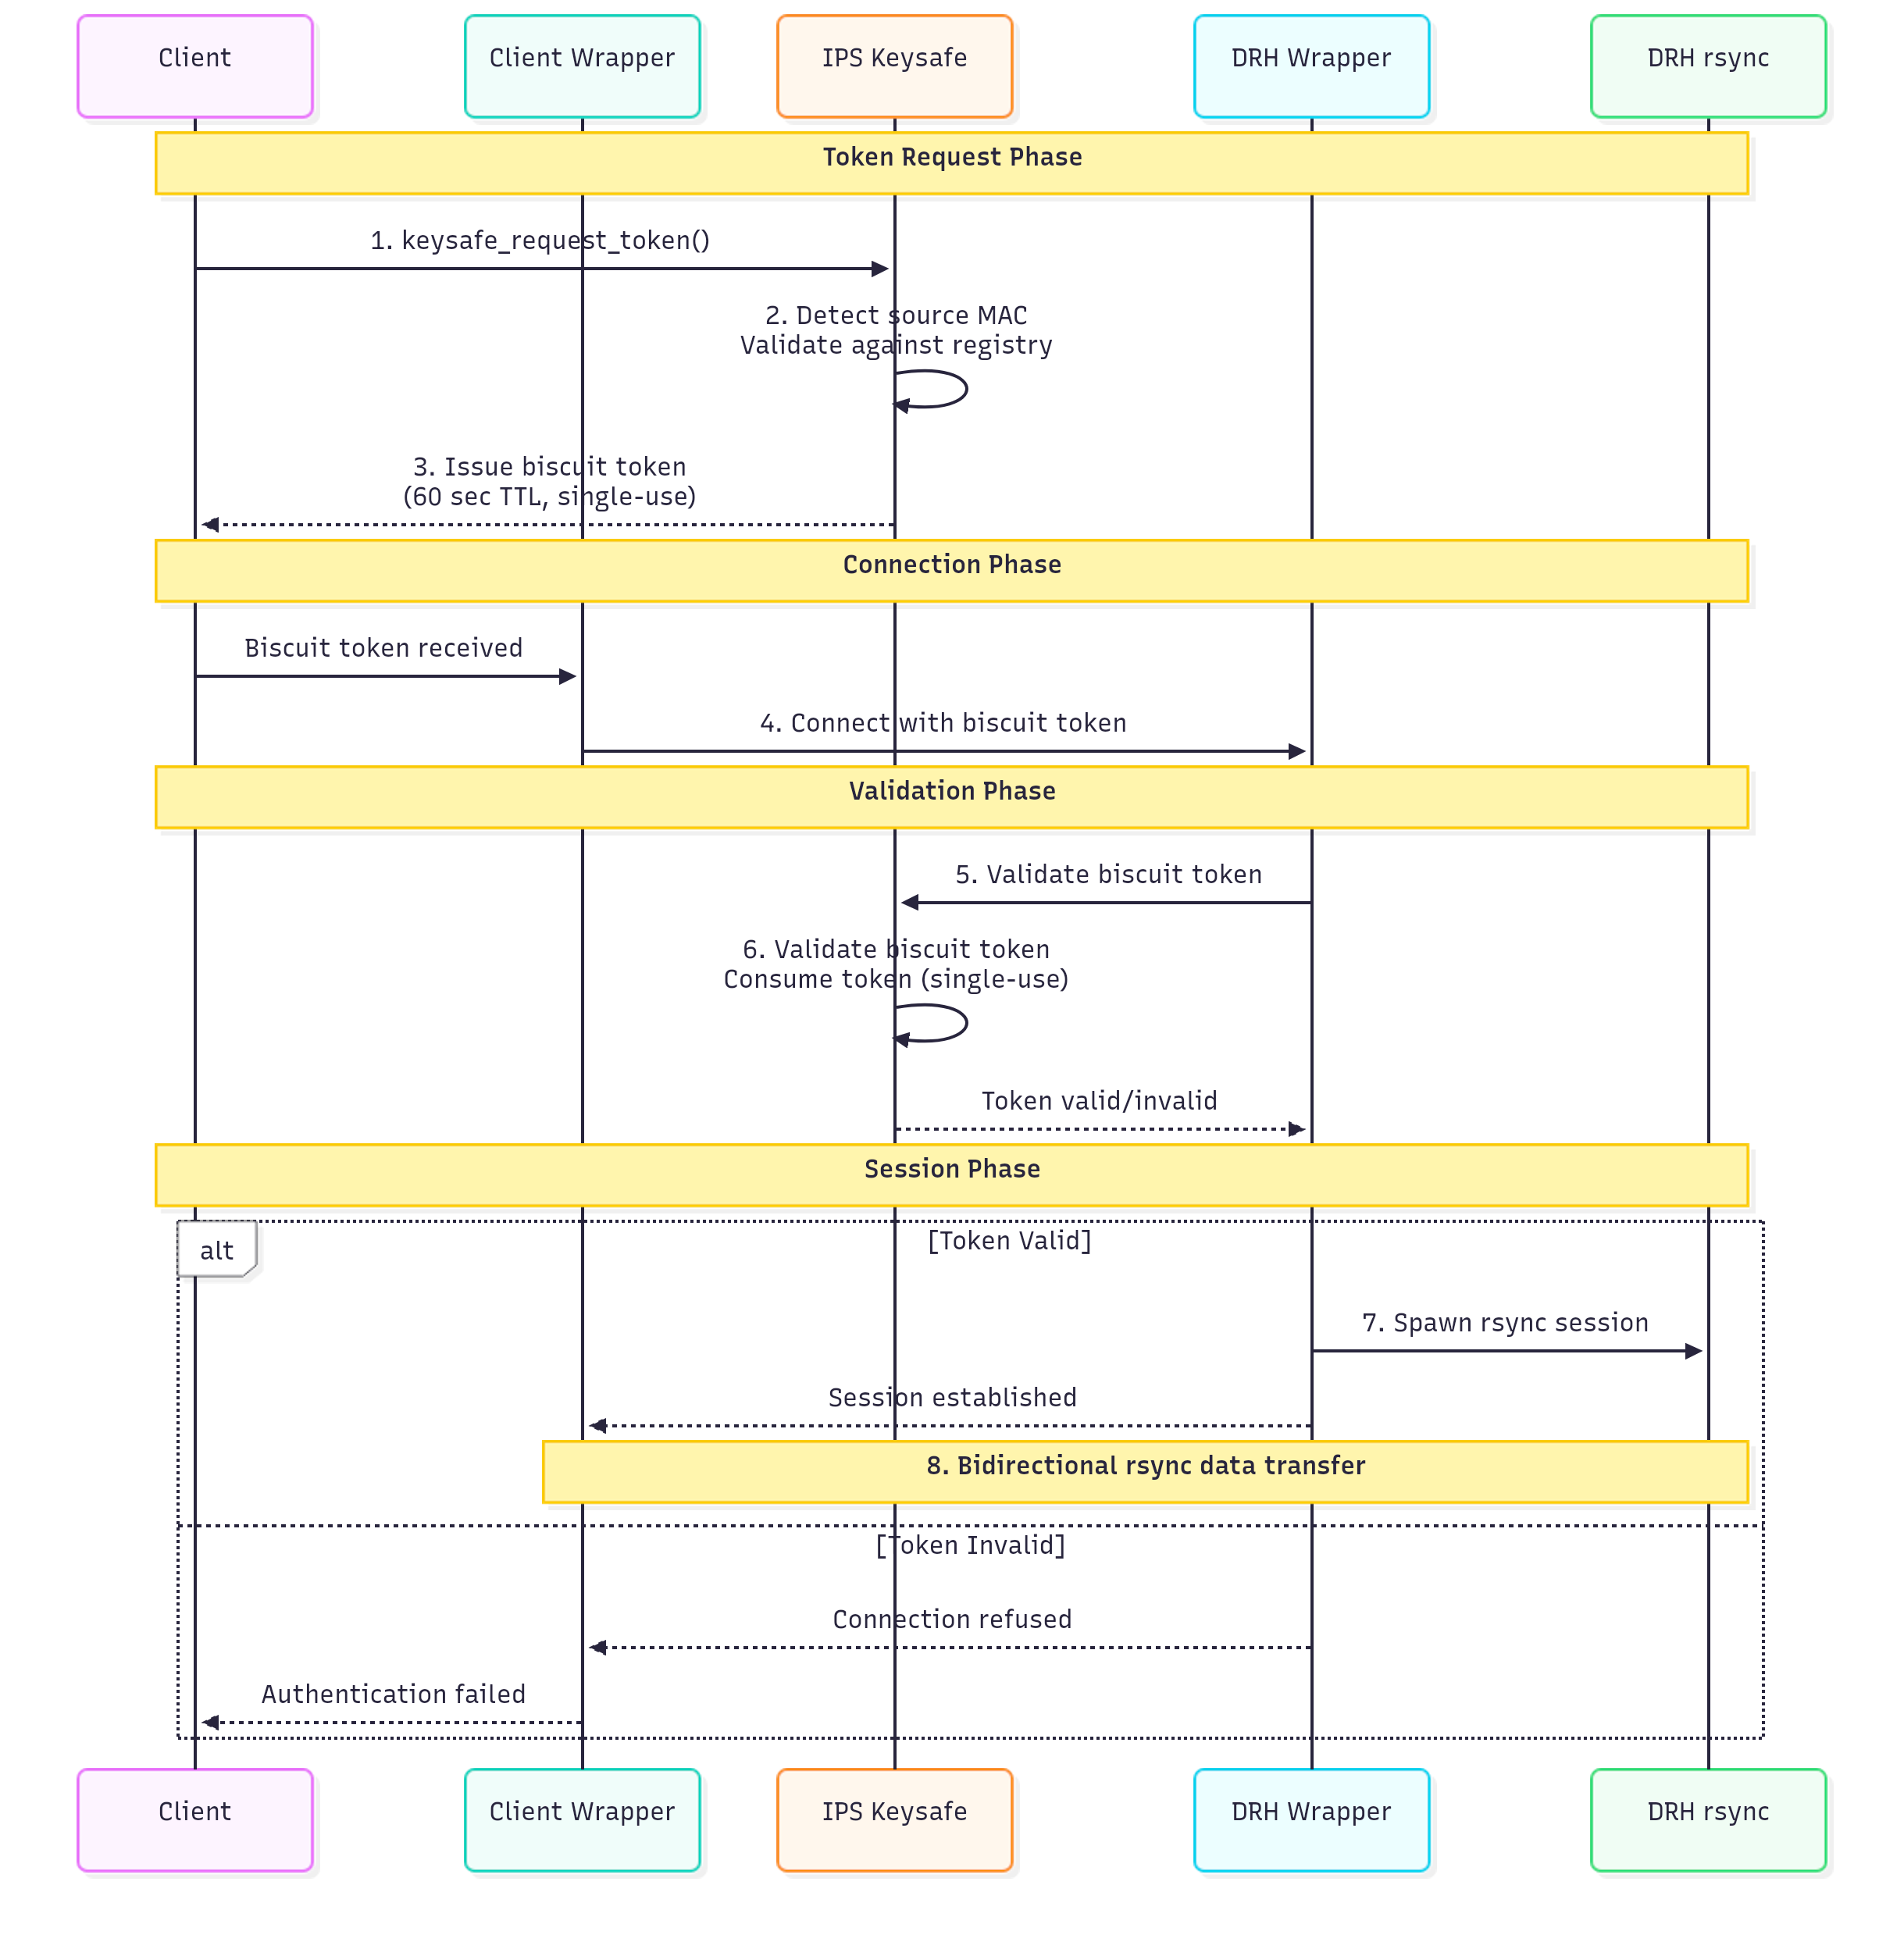 Client
Client Wrapper
IPS Keysafe
DRH Wrapper
DRH rsync
Token Request Phase
1. keysafe_request_token()
2. Detect source MAC
Validate against registry
3. Issue biscuit token
(60 sec TTL, single-use)
Connection Phase
Biscuit token received
4. Connect with biscuit token
Validation Phase
5. Validate biscuit token
6. Validate biscuit token
Consume token (single-use)
Token valid/invalid
Session Phase
alt
[Token Valid]
7. Spawn rsync session
Session established
8. Bidirectional rsync data transfer
[Token Invalid]
Connection refused
Authentication failed
Client
Client Wrapper
IPS Keysafe
DRH Wrapper
DRH rsync